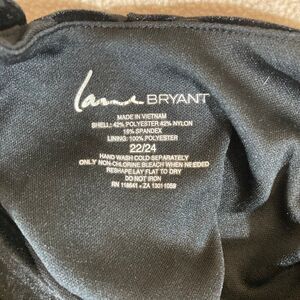 Lane BRYANT
MADE IN VIETNAM
SHELL: 42% POLYESTER 42% NYLON
16% SPANDEX
LINING: 100% POLYESTER
22/24
HAND WASH COLD SEPARATELY
ONLY NON-CHLORINE BLEACH WHEN NEEDED
RESHAPE LAY FLAT TO DRY
DO NOT IRON
RN 118641 • ZA 13011059